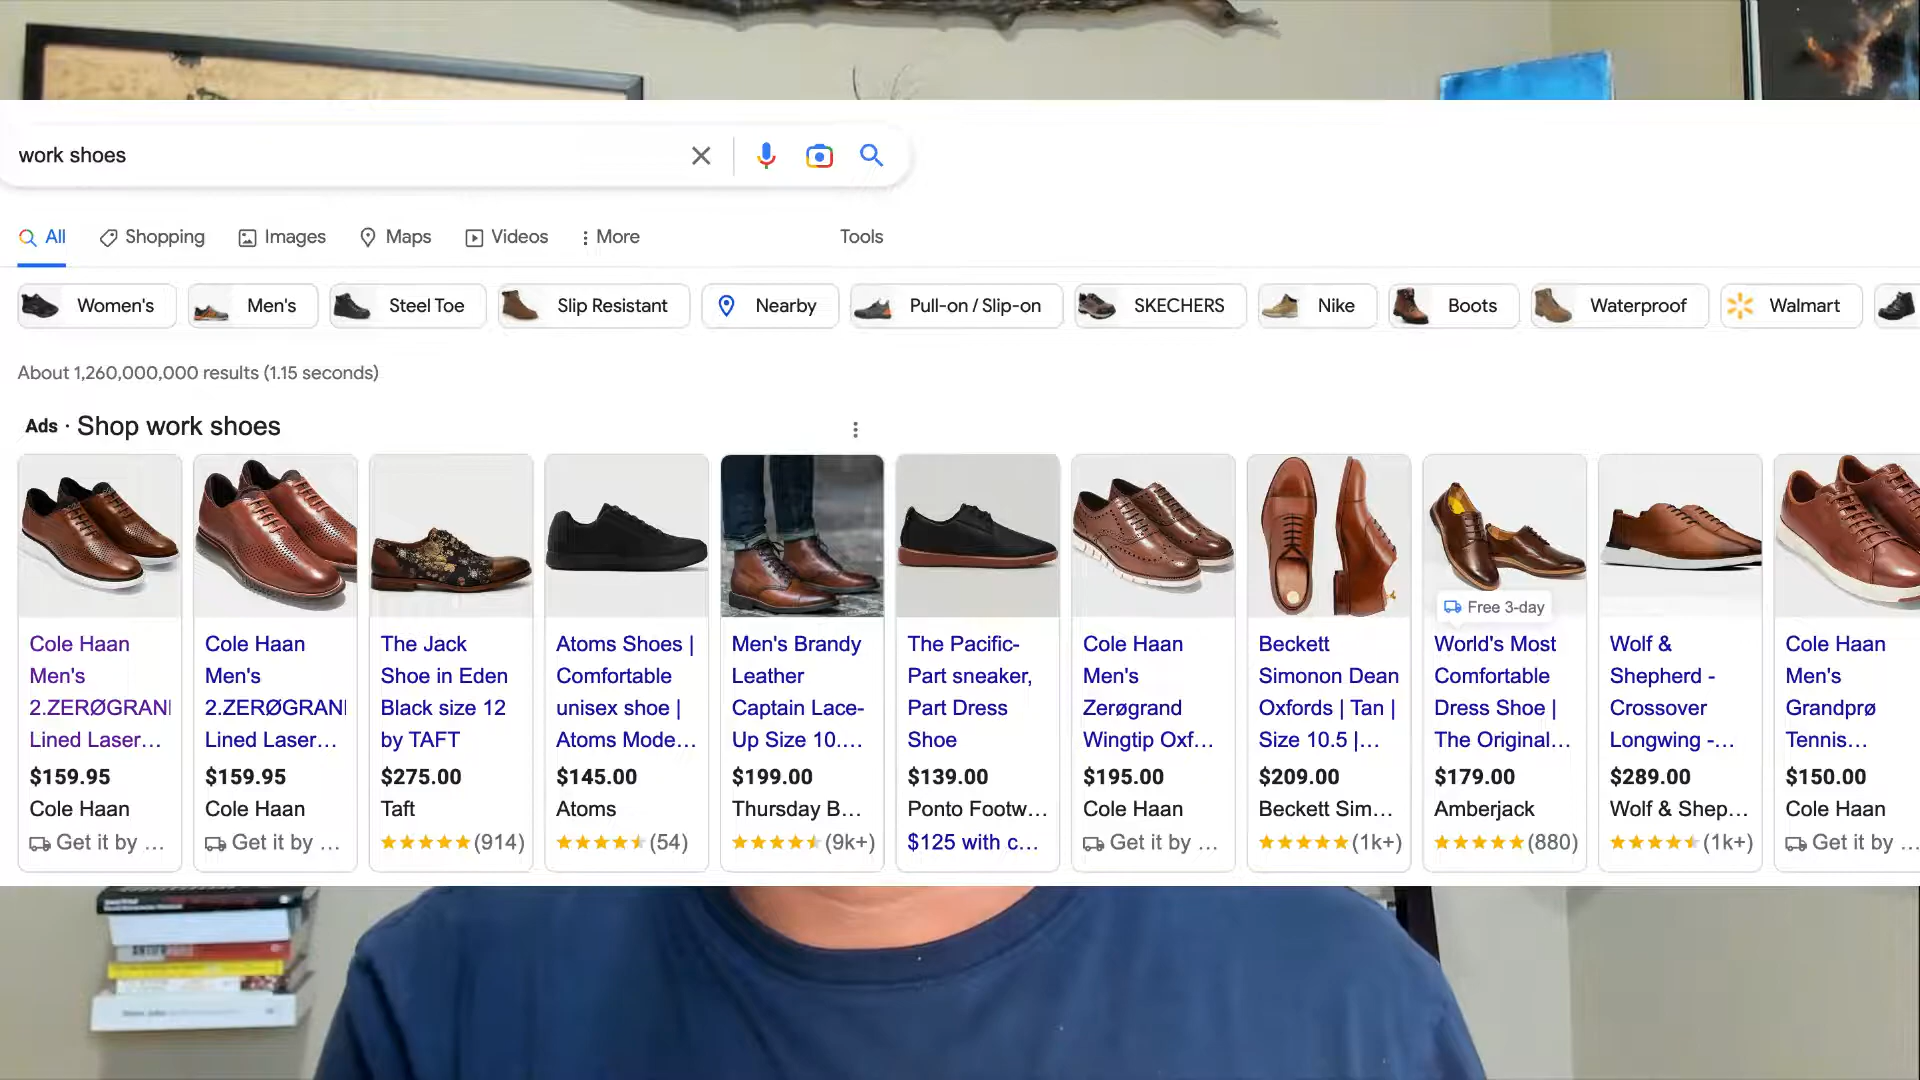 work shoes
All
Shopping
Images
Maps
Videos
More
Tools
Women's
Men's
Steel Toe
Slip Resistant
Nearby
Pull-on / Slip-on
SKECHERS
Nike
Boots
Waterproof
Walmart
About 1,260,000,000 results (1.15 seconds)
Ads · Shop work shoes
Cole Haan
Men's
2.ZERØGRAN
Lined Laser...
$159.95
Cole Haan
Get it by ...
Cole Haan
Men's
2.ZERØGRAN
Lined Laser...
$159.95
Cole Haan
Get it by ...
The Jack
Shoe in Eden
Black size 12
by TAFT
$275.00
Taft
(914)
Atoms Shoes |
Comfortable
unisex shoe |
Atoms Mode...
$145.00
Atoms
(54)
Men's Brandy
Leather
Captain Lace-
Up Size 10....
$199.00
Thursday B...
(9k+)
The Pacific-
Part sneaker,
Part Dress
Shoe
$139.00
Ponto Footw...
$125 with c...
Cole Haan
Men's
Zerøgrand
Wingtip Oxf...
$195.00
Cole Haan
Get it by ...
Beckett
Simonon Dean
Oxfords | Tan |
Size 10.5 |...
$209.00
Beckett Sim...
(1k+)
Free 3-day
World's Most
Comfortable
Dress Shoe |
The Original...
$179.00
Amberjack
(880)
Wolf &
Shepherd -
Crossover
Longwing -...
$289.00
Wolf & Shep...
(1k+)
Cole Haan
Men's
Grandprø
Tennis...
$150.00
Cole Haan
Get it by ...